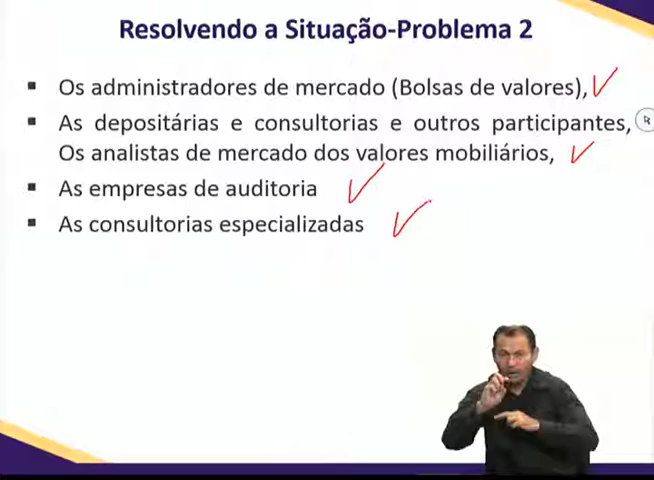 Resolvendo a Situação-Problema 2
▪ Os administradores de mercado (Bolsas de valores),
▪ As depositárias e consultorias e outros participantes,
Os analistas de mercado dos valores mobiliários,
▪ As empresas de auditoria
▪ As consultorias especializadas